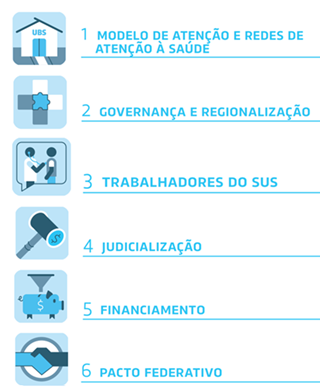 UBS
1 MODELO DE ATENÇÃO E REDES DE
ATENÇÃO À SAÚDE
2 GOVERNANÇA E REGIONALIZAÇÃO
3 TRABALHADORES DO SUS
$
4 JUDICIALIZAÇÃO
$
5 FINANCIAMENTO
6 PACTO FEDERATIVO